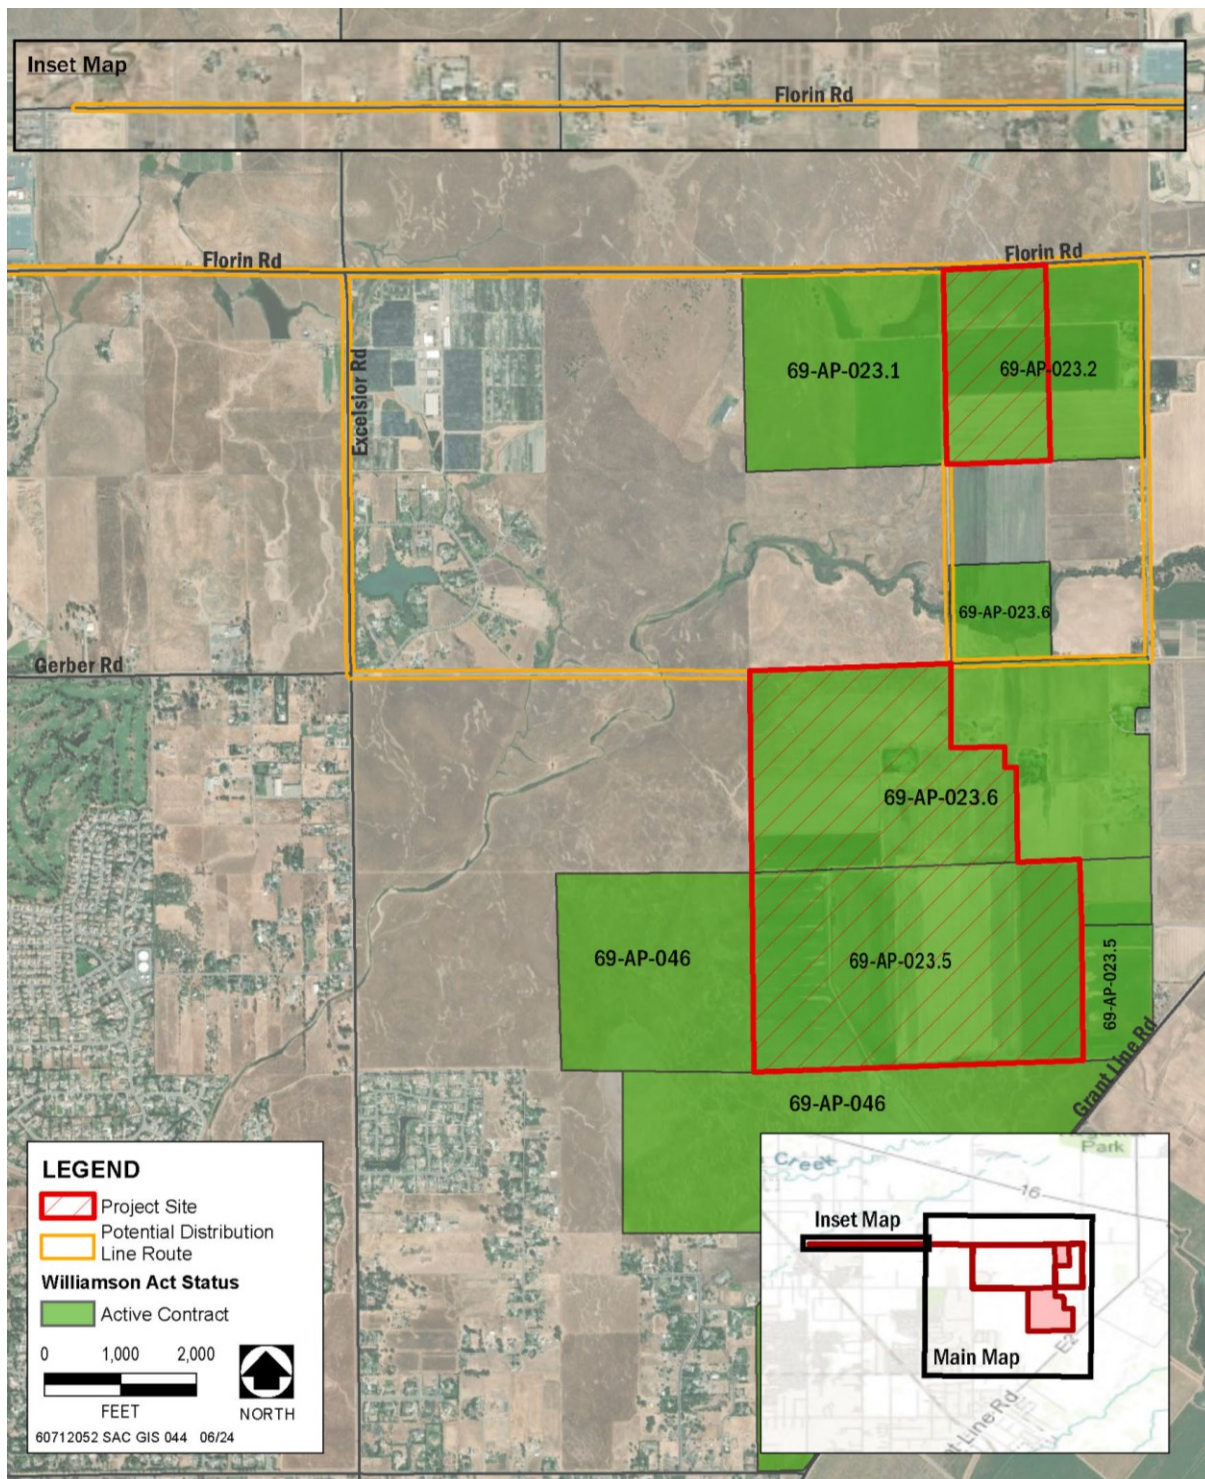 Inset Map
LH
Florin Rd
Florin Rd
Florin Rd
Excelsior Rd
69-AP-023.1
69-AP-023.2
69-AP-023.6
Gerber Rd
69-AP-023.6
69-AP-046
69-AP-023.5
69-AP-023.5
Grant Line Rd
69-AP-046
LEGEND
Project Site
Potential Distribution
Line Route
Williamson Act Status
Active Contract
0 1,000 2,000
FEET
NORTH
60712052 SAC GIS 044 06/24
Park
Creek
16
Inset Map
Main Map
E2
Line Rd